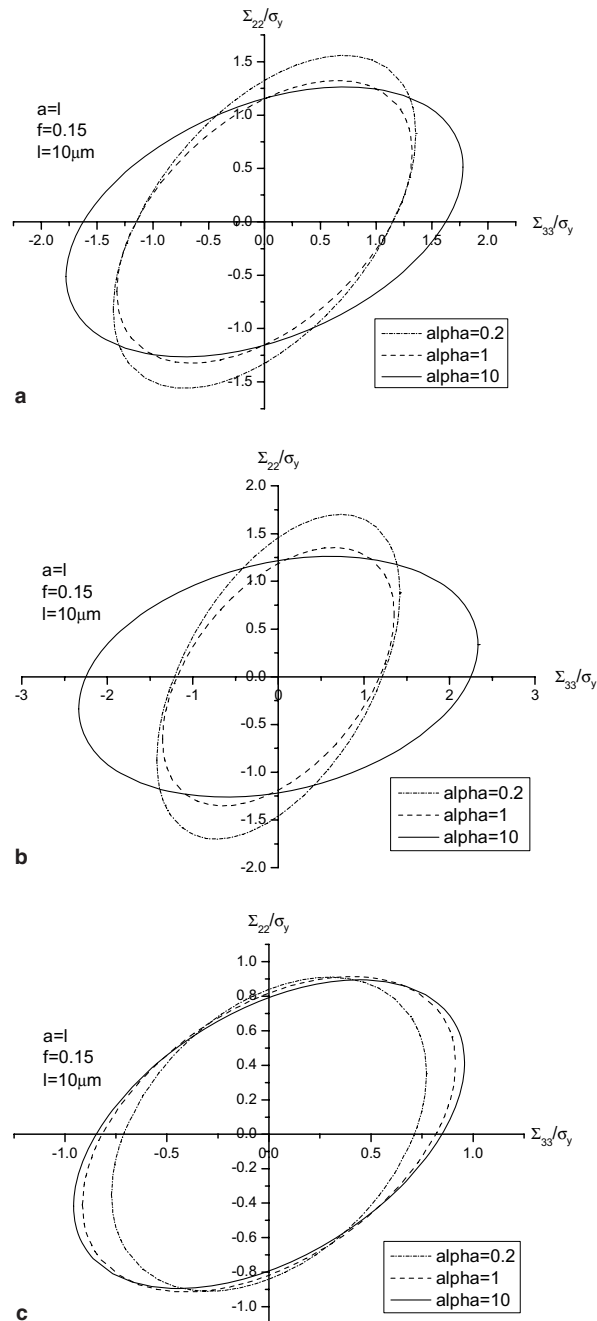 Σ22/σy
1.5
1.0
0.5
0.0
-0.5
-1.0
-1.5
-2.0 -1.5 -1.0 -0.5 0.0 0.5 1.0 1.5 2.0
Σ33/σy
a=l
f=0.15
l=10μm
alpha=0.2
alpha=1
alpha=10
a
Σ22/σy
2.0
1.5
1.0
0.5
0.0
-0.5
-1.0
-1.5
-2.0
-3 -2 -1 0 1 2 3
Σ33/σy
a=l
f=0.15
l=10μm
alpha=0.2
alpha=1
alpha=10
b
Σ22/σy
1.0
0.8
0.6
0.4
0.2
0.0
-0.2
-0.4
-0.6
-0.8
-1.0
-1.0 -0.5 0.0 0.5 1.0
Σ33/σy
a=l
f=0.15
l=10μm
alpha=0.2
alpha=1
alpha=10
c